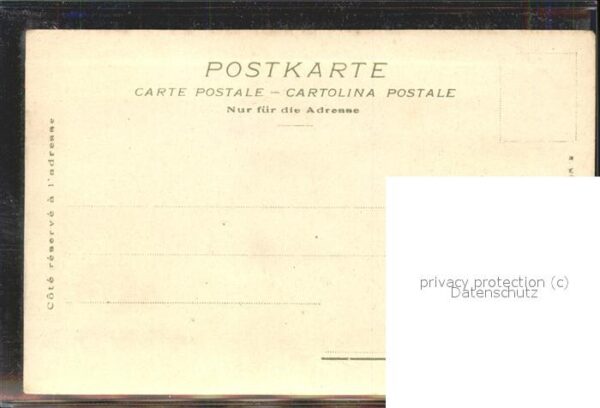 POSTKARTE
CARTE POSTALE – CARTOLINA POSTALE
Nur für die Adresse
Côté réservé à l'adresse
privacy protection (c)
Datenschutz